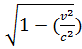 √(1 − (v²/c²))